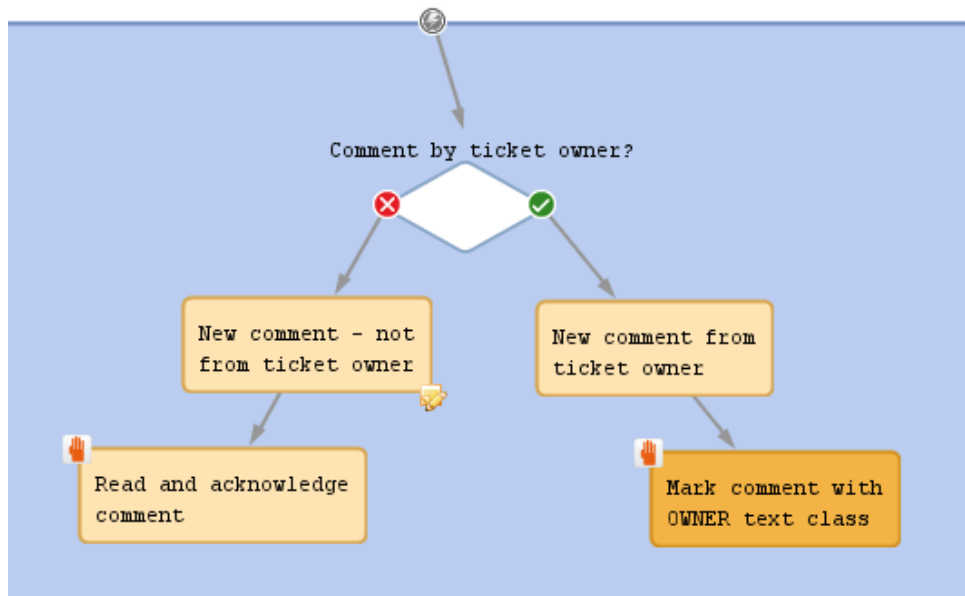 Comment by ticket owner?
New comment - not
from ticket owner
New comment from
ticket owner
Read and acknowledge
comment
Mark comment with
OWNER text class